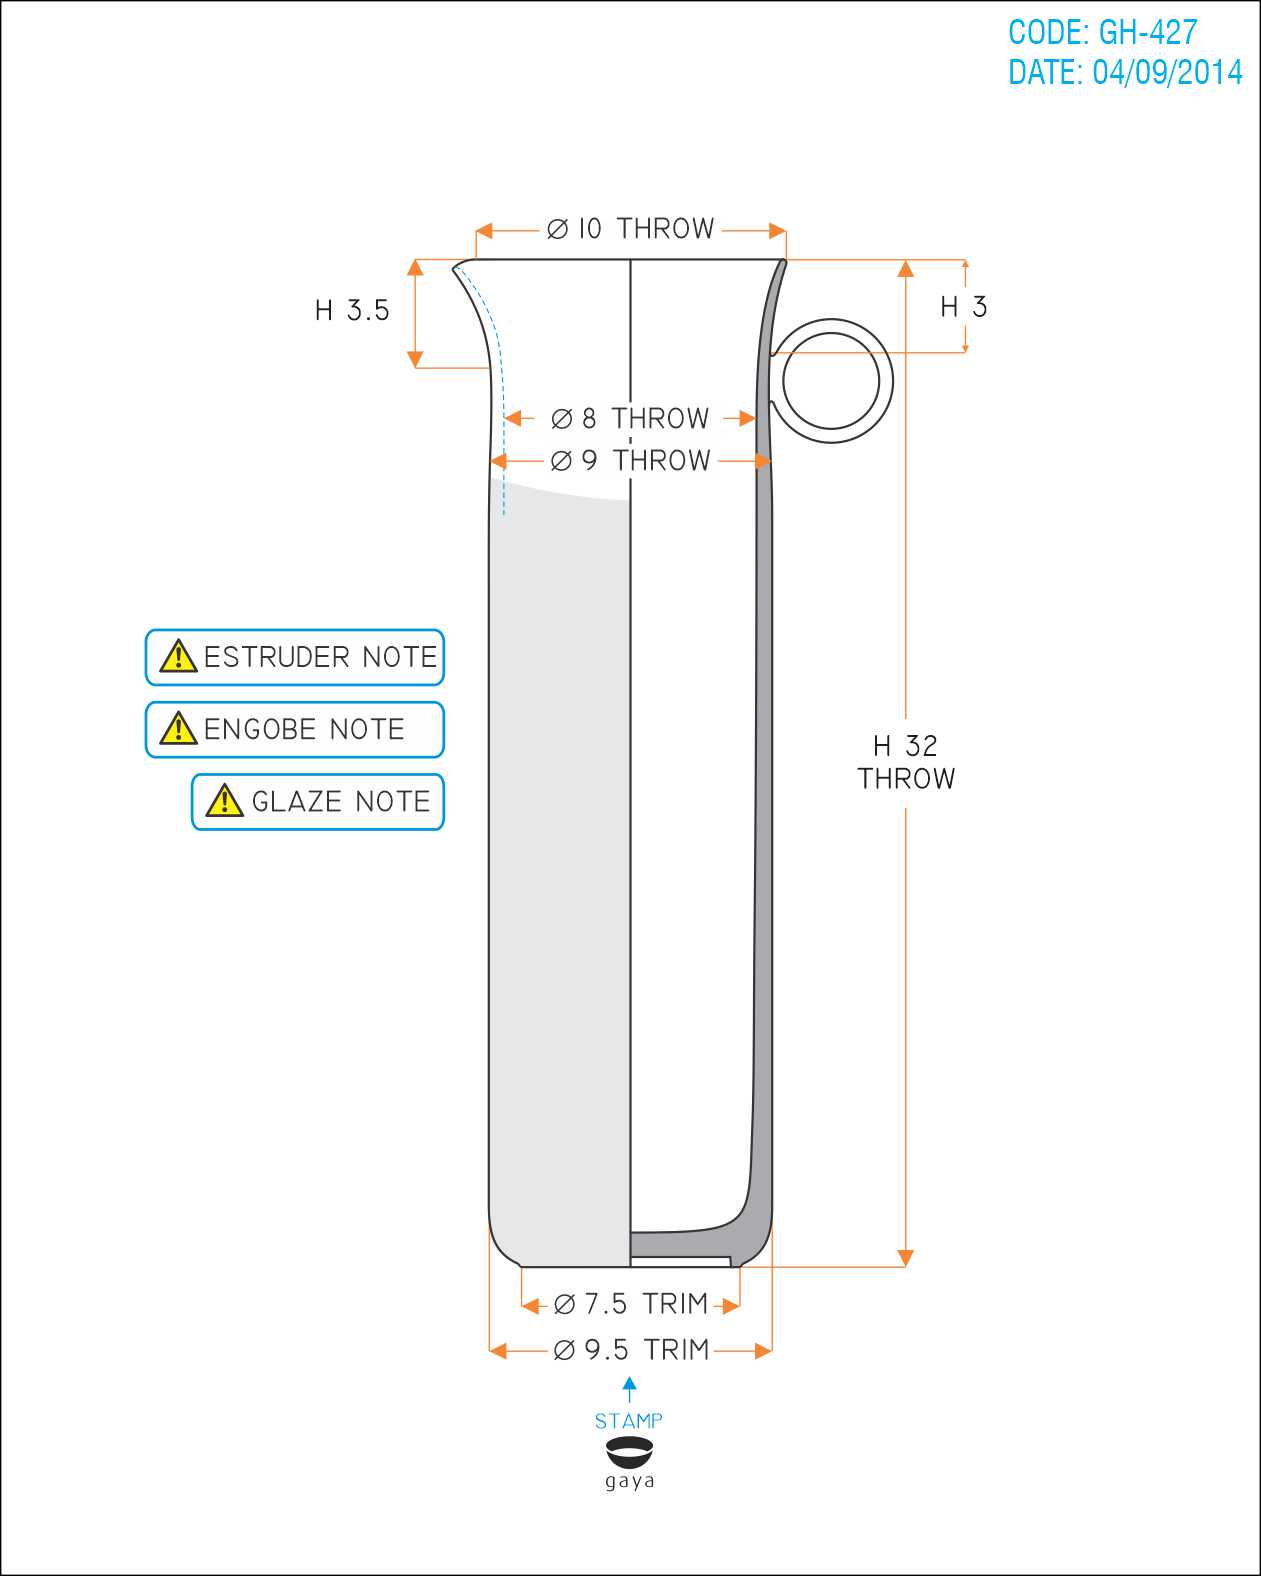 CODE: GH-427
DATE: 04/09/2014
Ø 10 THROW
H 3.5
H 3
Ø 8 THROW
Ø 9 THROW
ESTRUDER NOTE
ENGOBE NOTE
GLAZE NOTE
H 32
THROW
Ø 7.5 TRIM
Ø 9.5 TRIM
STAMP
gaya